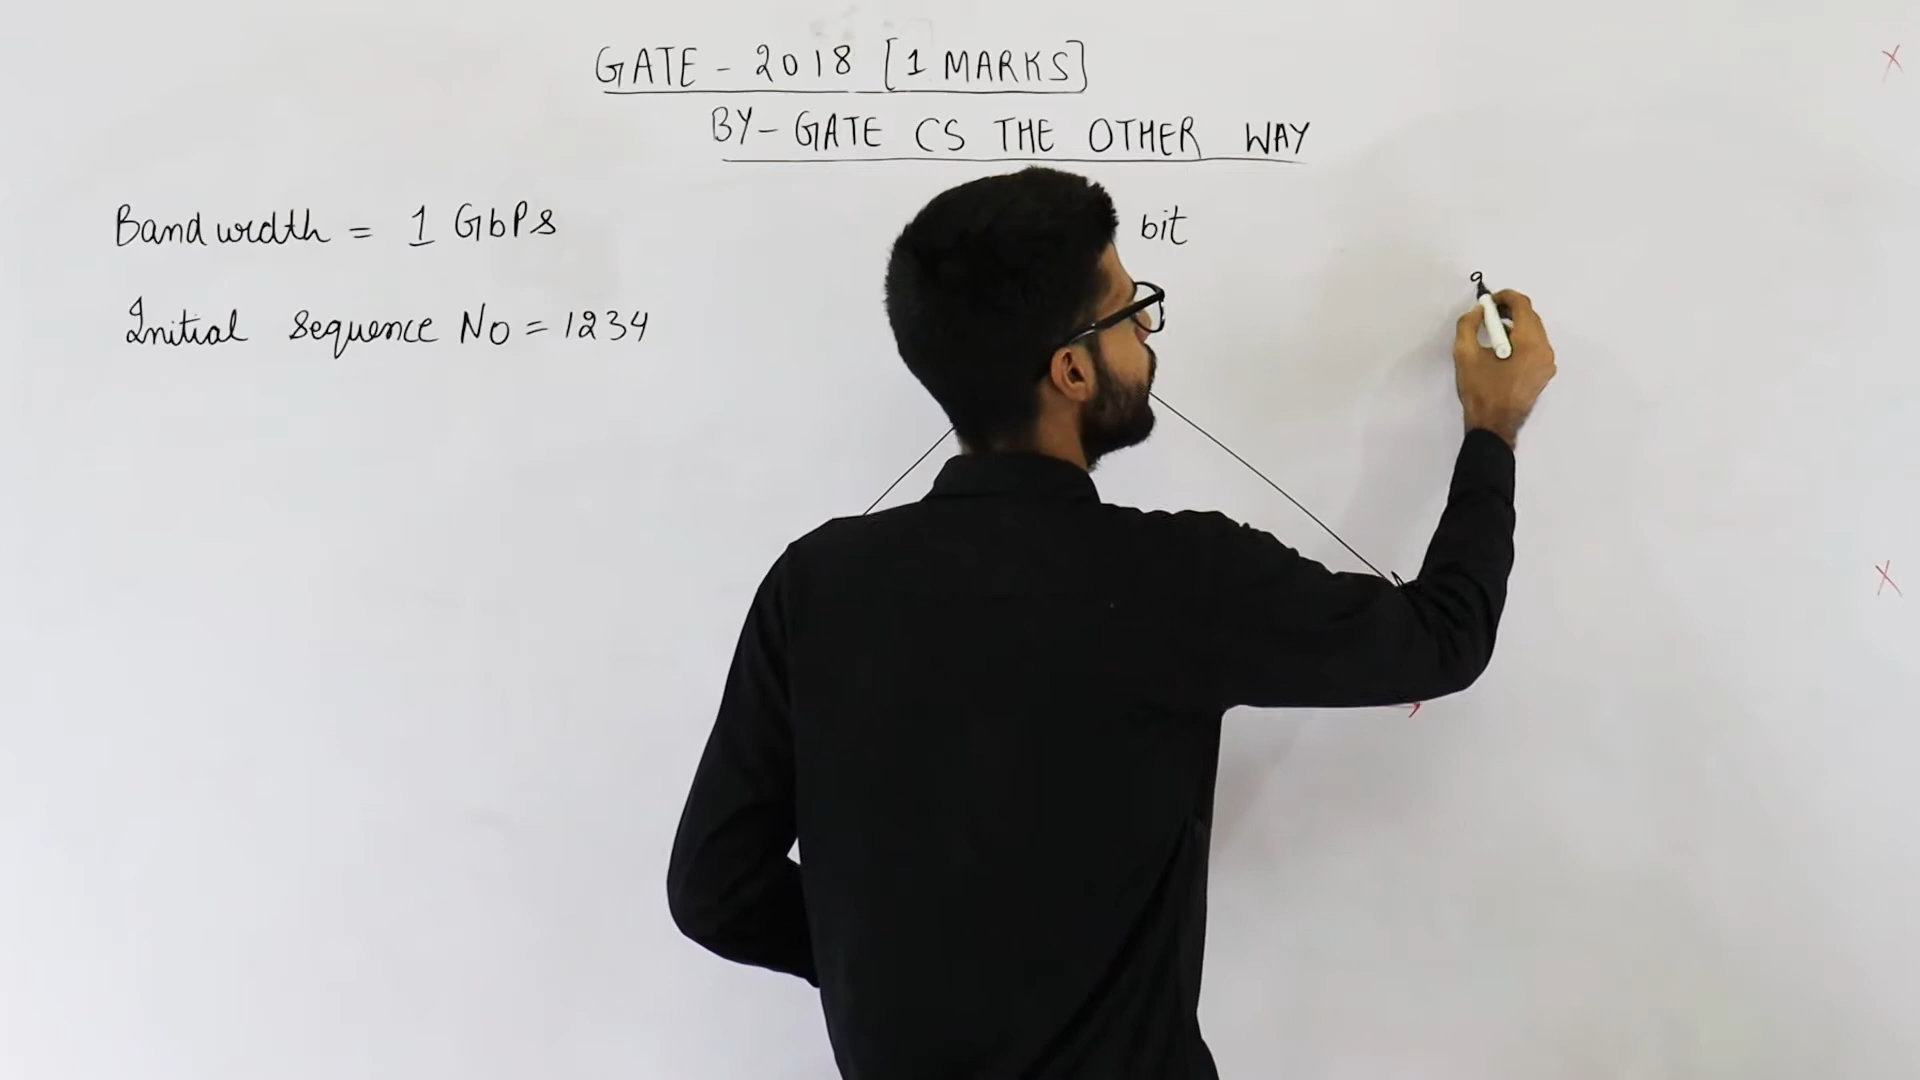 GATE - 2018 [1 MARKS]
BY - GATE CS THE OTHER WAY
Bandwidth = 1 GbPs
bit
Initial Sequence No = 1234
X
X